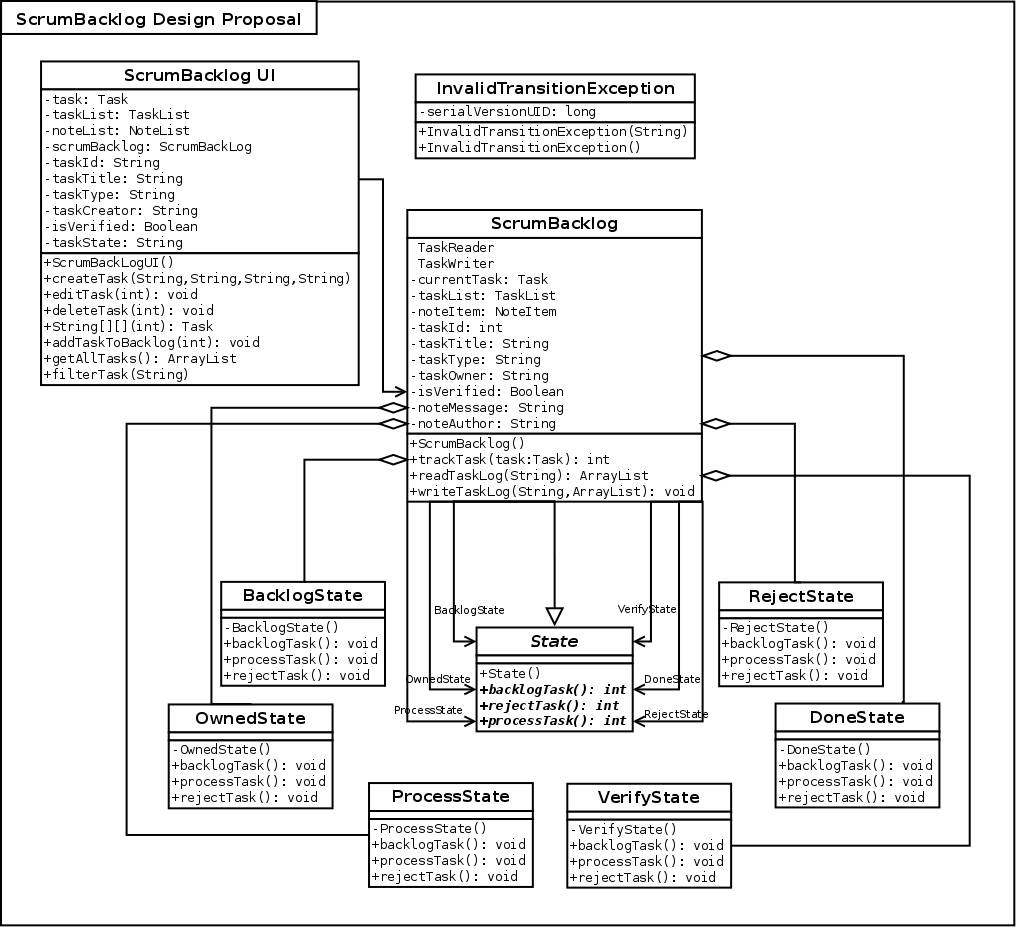 ScrumBacklog Design Proposal
ScrumBacklog UI
-task: Task
-taskList: TaskList
-noteList: NoteList
-scrumBacklog: ScrumBackLog
-taskId: String
-taskTitle: String
-taskType: String
-taskCreator: String
-isVerified: Boolean
-taskState: String
+ScrumBackLogUI()
+createTask(String,String,String,String)
+editTask(int): void
+deleteTask(int): void
+String[][](int): Task
+addTaskToBacklog(int): void
+getAllTasks(): ArrayList
+filterTask(String)
InvalidTransitionException
-serialVersionUID: long
+InvalidTransitionException(String)
+InvalidTransitionException()
ScrumBacklog
TaskReader
TaskWriter
-currentTask: Task
-taskList: TaskList
-noteItem: NoteItem
-taskId: int
-taskTitle: String
-taskType: String
-taskOwner: String
-isVerified: Boolean
-noteMessage: String
-noteAuthor: String
+ScrumBacklog()
+trackTask(task:Task): int
+readTaskLog(String): ArrayList
+writeTaskLog(String,ArrayList): void
BacklogState
-BacklogState()
+backlogTask(): void
+processTask(): void
+rejectTask(): void
BacklogState
VerifyState
OwnedState
DoneState
ProcessState
RejectState
State
+State()
+backlogTask(): int
+rejectTask(): int
+processTask(): int
RejectState
-RejectState()
+backlogTask(): void
+processTask(): void
+rejectTask(): void
OwnedState
-OwnedState()
+backlogTask(): void
+processTask(): void
+rejectTask(): void
DoneState
-DoneState()
+backlogTask(): void
+processTask(): void
+rejectTask(): void
ProcessState
-ProcessState()
+backlogTask(): void
+processTask(): void
+rejectTask(): void
VerifyState
-VerifyState()
+backlogTask(): void
+processTask(): void
+rejectTask(): void